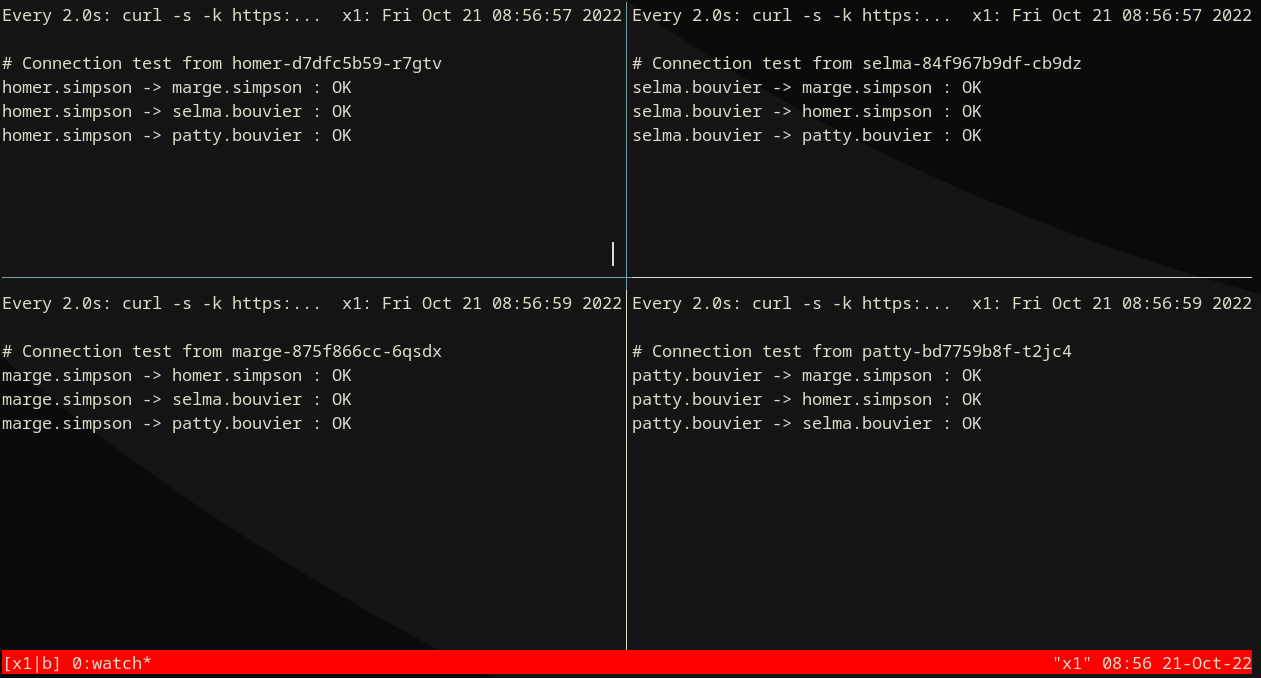 Every 2.0s: curl -s -k https:...  x1: Fri Oct 21 08:56:57 2022
# Connection test from homer-d7dfc5b59-r7gtv
homer.simpson -> marge.simpson : OK
homer.simpson -> selma.bouvier : OK
homer.simpson -> patty.bouvier : OK
Every 2.0s: curl -s -k https:...  x1: Fri Oct 21 08:56:57 2022
# Connection test from selma-84f967b9df-cb9dz
selma.bouvier -> marge.simpson : OK
selma.bouvier -> homer.simpson : OK
selma.bouvier -> patty.bouvier : OK
Every 2.0s: curl -s -k https:...  x1: Fri Oct 21 08:56:59 2022
# Connection test from marge-875f866cc-6qsdx
marge.simpson -> homer.simpson : OK
marge.simpson -> selma.bouvier : OK
marge.simpson -> patty.bouvier : OK
Every 2.0s: curl -s -k https:...  x1: Fri Oct 21 08:56:59 2022
# Connection test from patty-bd7759b8f-t2jc4
patty.bouvier -> marge.simpson : OK
patty.bouvier -> homer.simpson : OK
patty.bouvier -> selma.bouvier : OK
[x1|b] 0:watch* "x1" 08:56 21-Oct-22